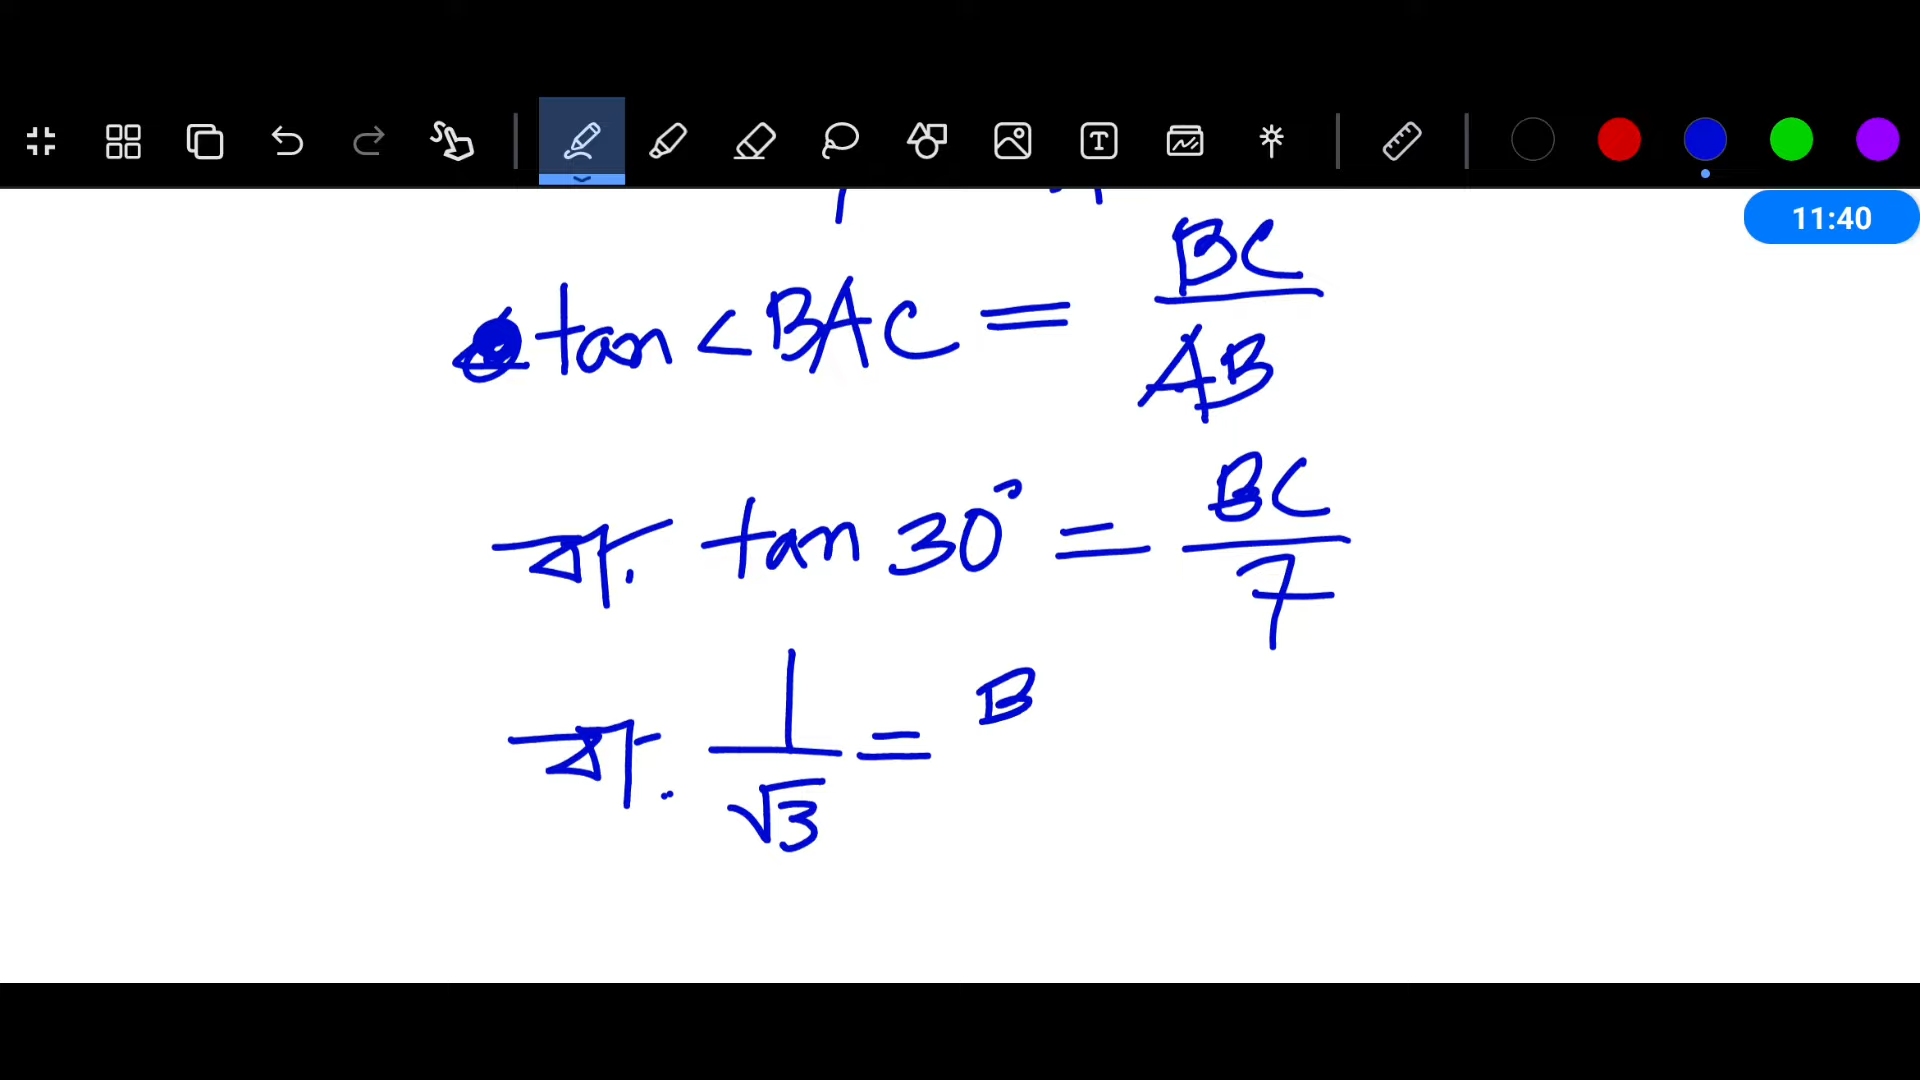 11:40
tan <BAC = BC/AB
বা. tan 30° = BC/7
বা. 1/√3 = B